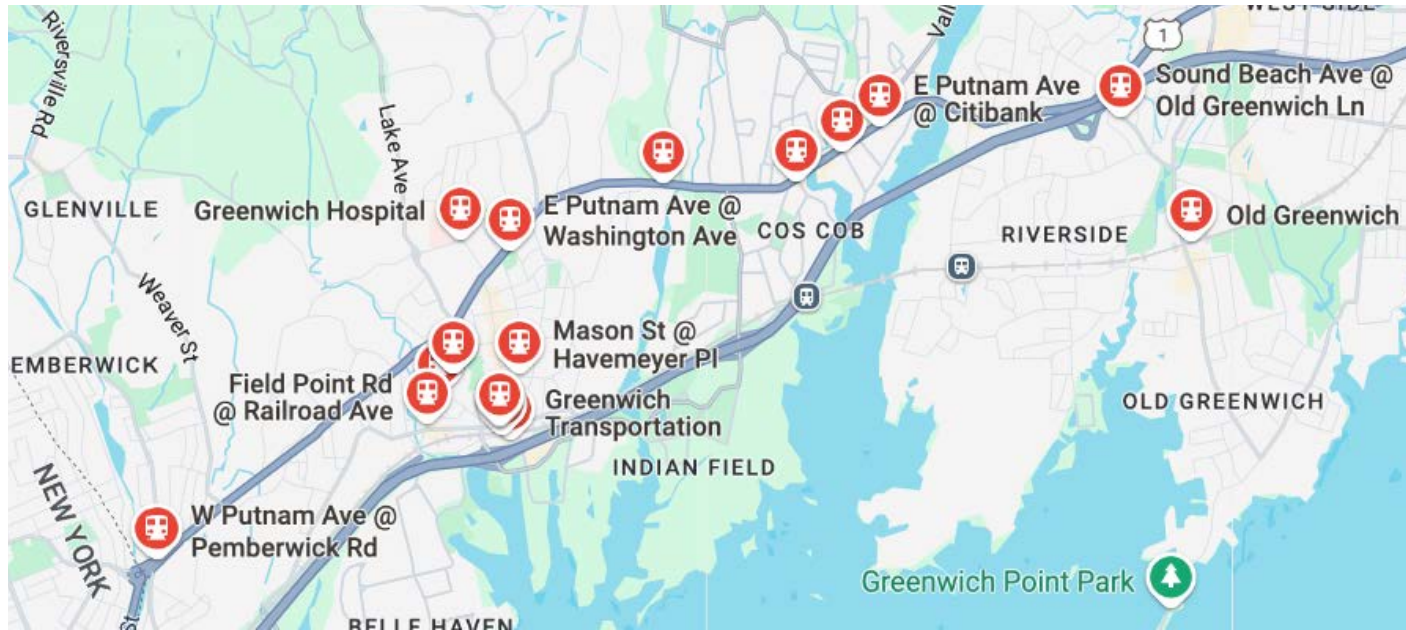 WEST SIDE
1
Riversville Rd
Lake Ave
E Putnam Ave
@ Citibank
Sound Beach Ave @
Old Greenwich Ln
GLENVILLE
Greenwich Hospital
E Putnam Ave @
Washington Ave
COS COB
RIVERSIDE
Old Greenwich
Weaver St
EMBERWICK
Mason St @
Havemeyer Pl
Field Point Rd
@ Railroad Ave
Greenwich
Transportation
OLD GREENWICH
INDIAN FIELD
NEW YORK
W Putnam Ave @
Pemberwick Rd
Greenwich Point Park
BELLE HAVEN